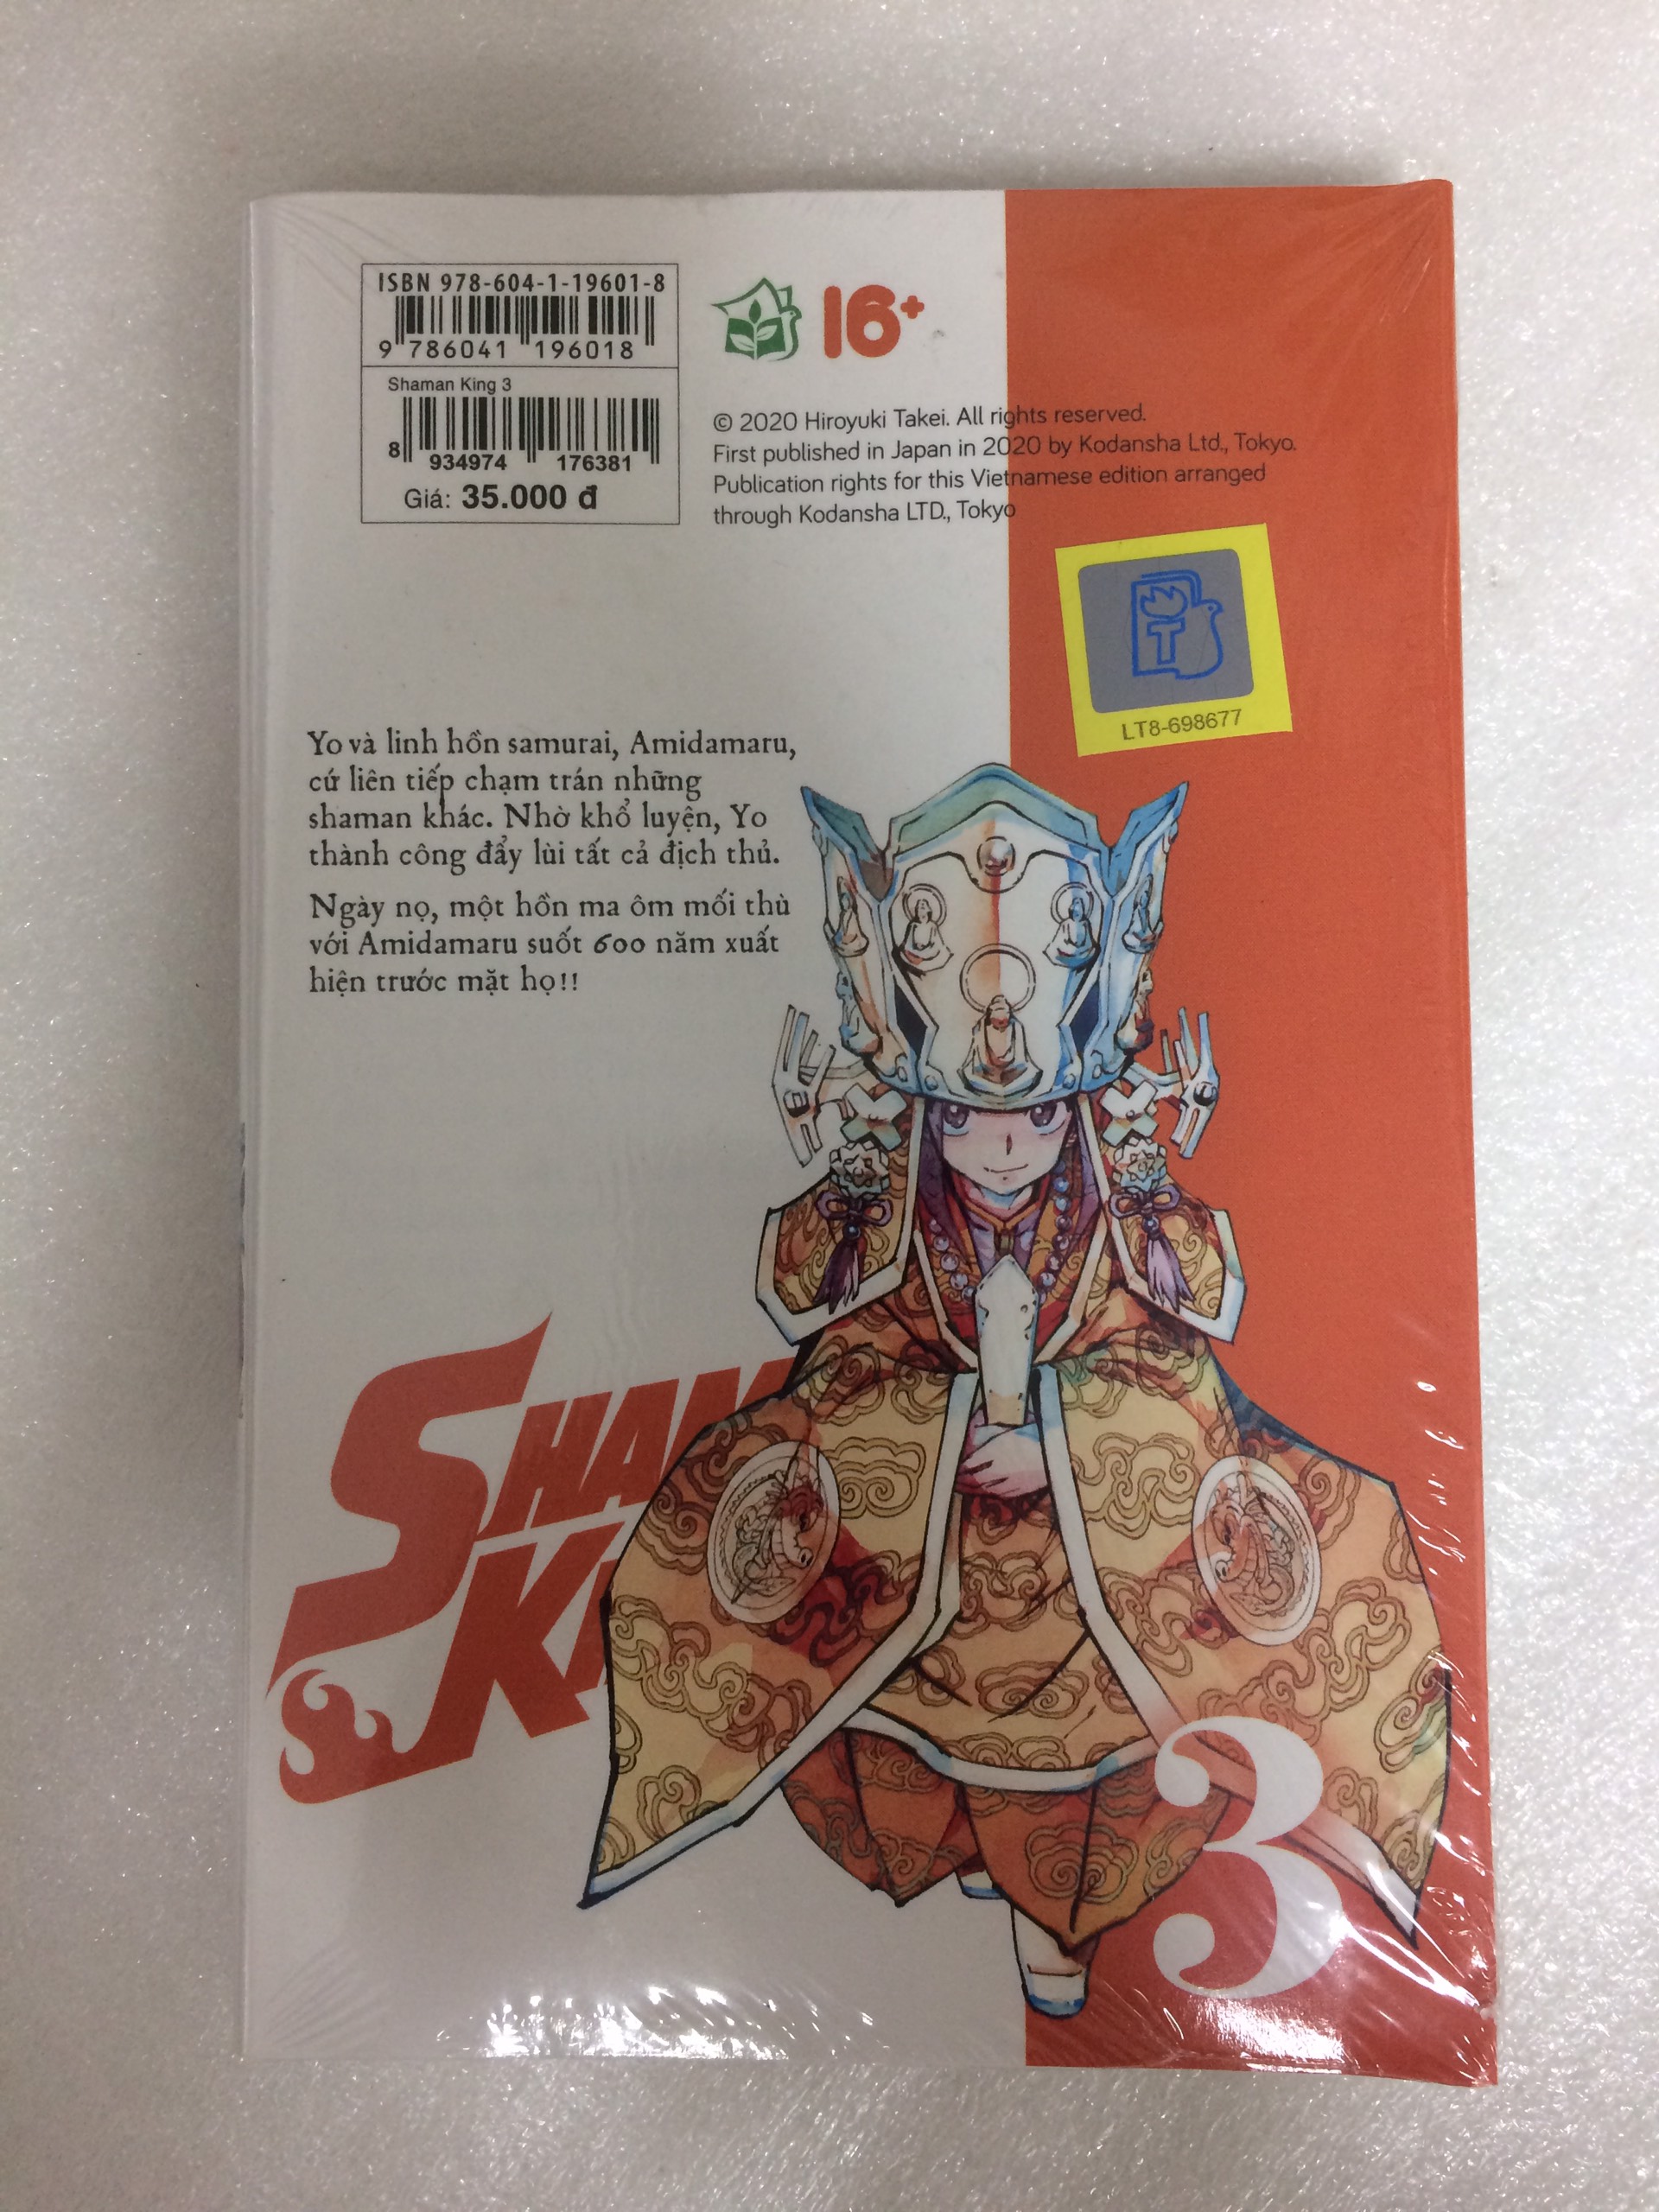 ISBN 978-604-1-19601-8
9 786041 196018
Shaman King 3
8 934974 176381
Giá: 35.000 đ
16+
© 2020 Hiroyuki Takei. All rights reserved.
First published in Japan in 2020 by Kodansha Ltd., Tokyo.
Publication rights for this Vietnamese edition arranged
through Kodansha LTD., Tokyo
T
LT8-698677
Yo và linh hồn samurai, Amidamaru,
cứ liên tiếp chạm trán những
shaman khác. Nhờ khổ luyện, Yo
thành công đẩy lùi tất cả địch thủ.
Ngày nọ, một hồn ma ôm mối thù
với Amidamaru suốt 600 năm xuất
hiện trước mặt họ!!
SHAM
KI
3